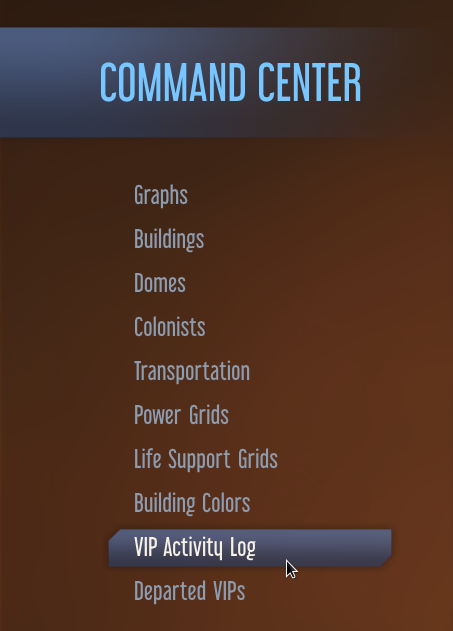 COMMAND CENTER
Graphs
Buildings
Domes
Colonists
Transportation
Power Grids
Life Support Grids
Building Colors
VIP Activity Log
Departed VIPs